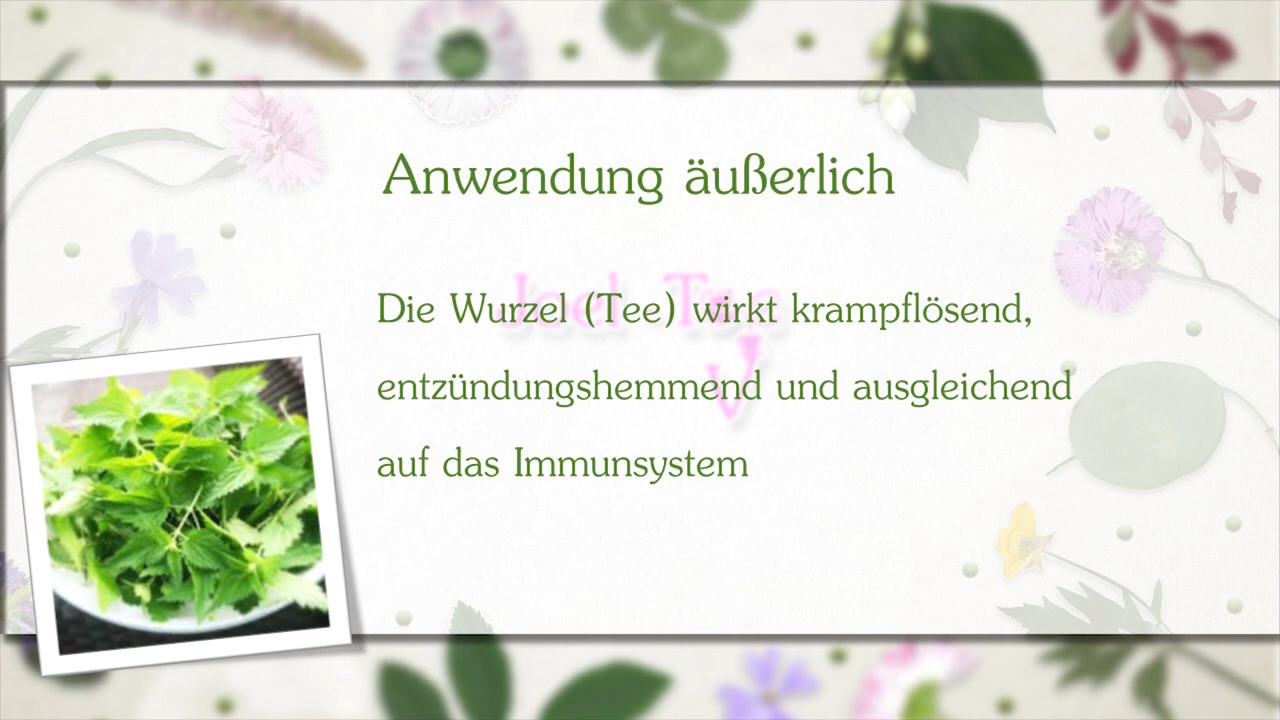 Anwendung äußerlich
Die Wurzel (Tee) wirkt krampflösend,
entzündungshemmend und ausgleichend
auf das Immunsystem